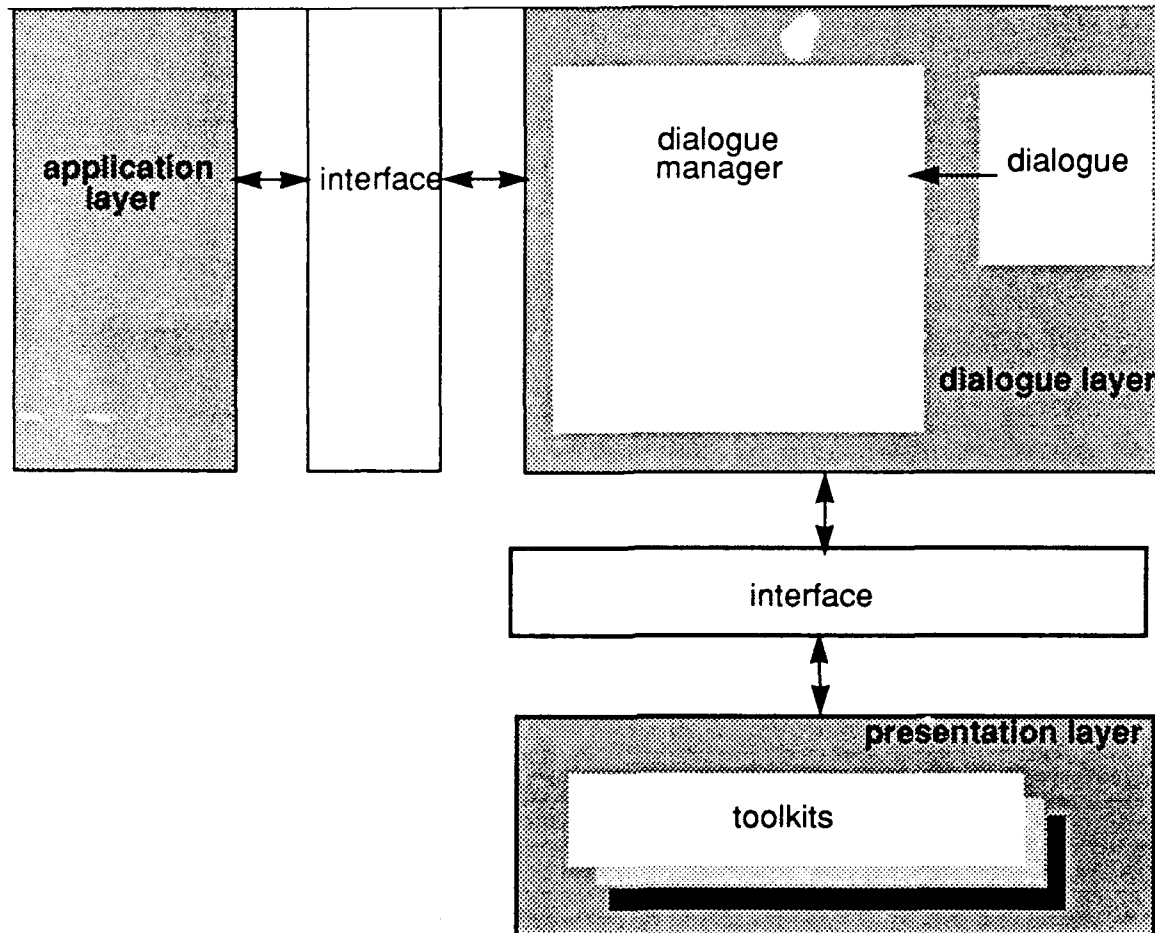 application
layer
interface
dialogue
manager
dialogue
dialogue layer
interface
presentation layer
toolkits